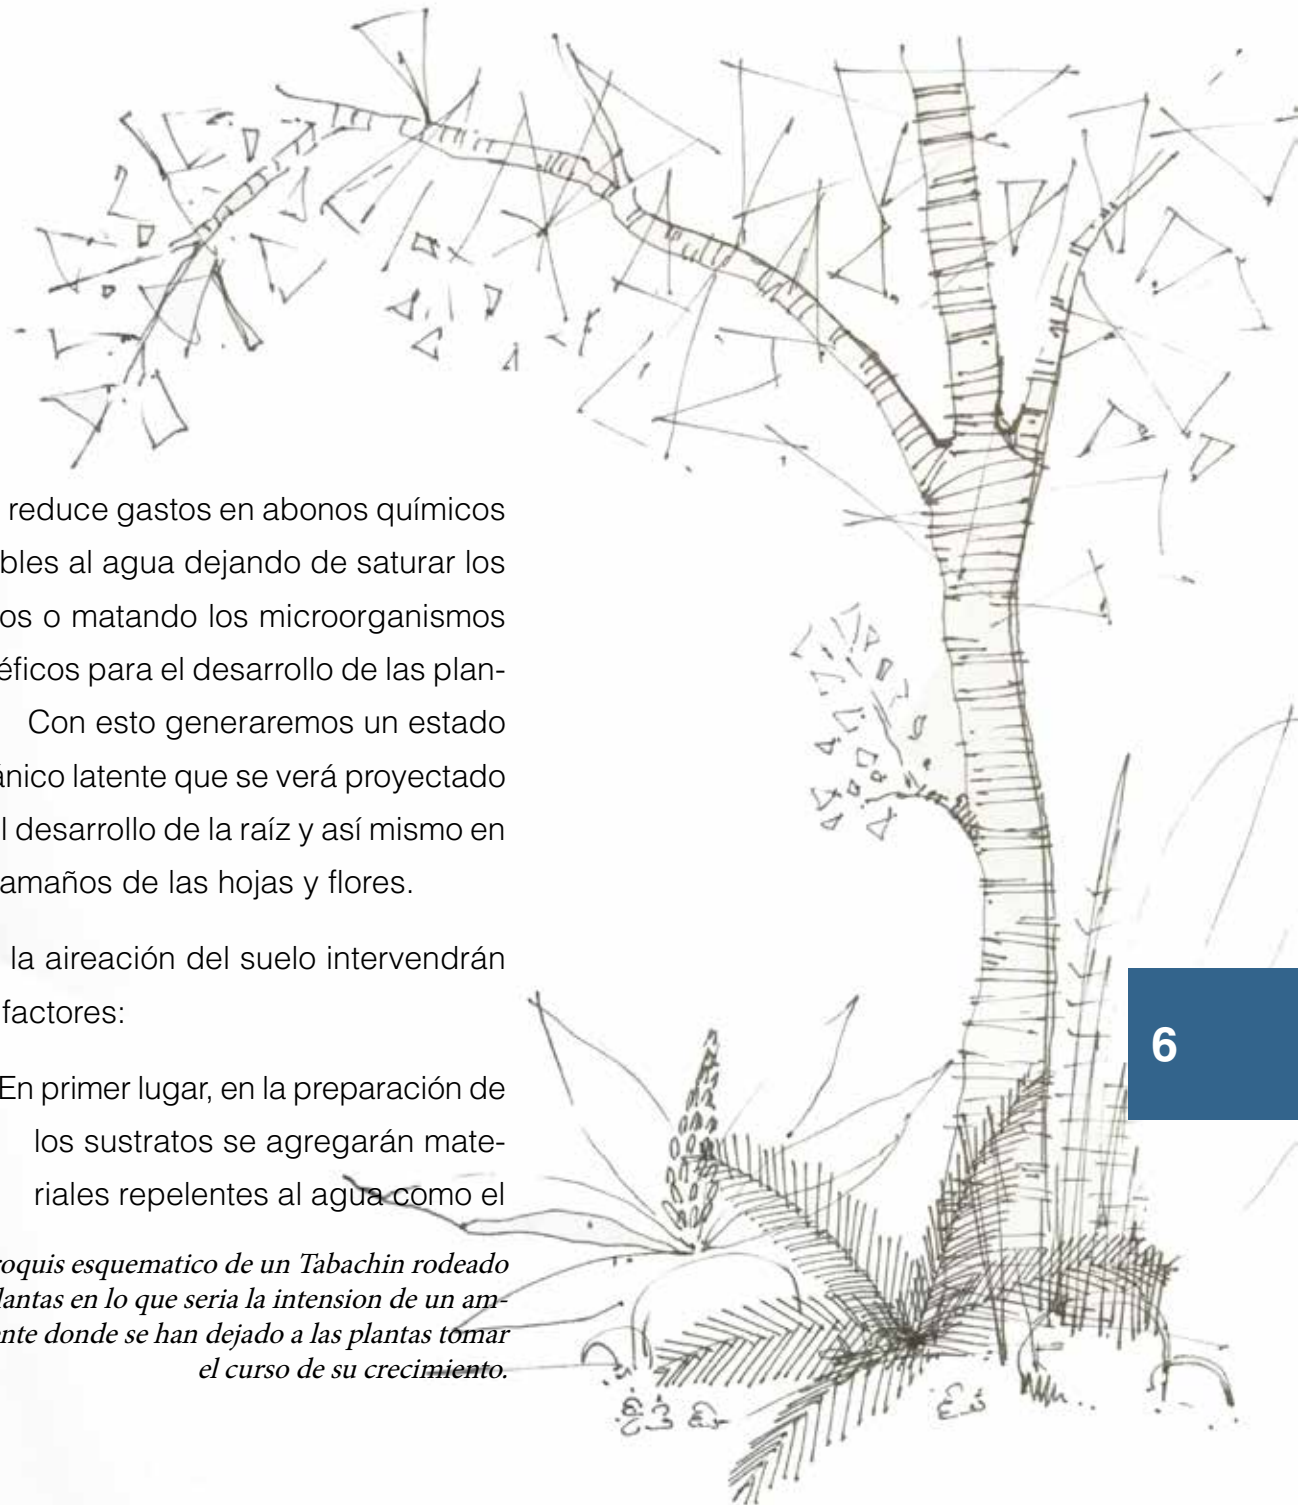 reduce gastos en abonos químicos
bles al agua dejando de saturar los
os o matando los microorganismos
éficos para el desarrollo de las plan-
Con esto generaremos un estado
ánico latente que se verá proyectado
l desarrollo de la raíz y así mismo en
amaños de las hojas y flores.
la aireación del suelo intervendrán
factores:
En primer lugar, en la preparación de
los sustratos se agregarán mate-
riales repelentes al agua como el
roquis esquematico de un Tabachin rodeado
lantas en lo que seria la intension de un am-
nte donde se han dejado a las plantas tomar
el curso de su crecimiento.
6